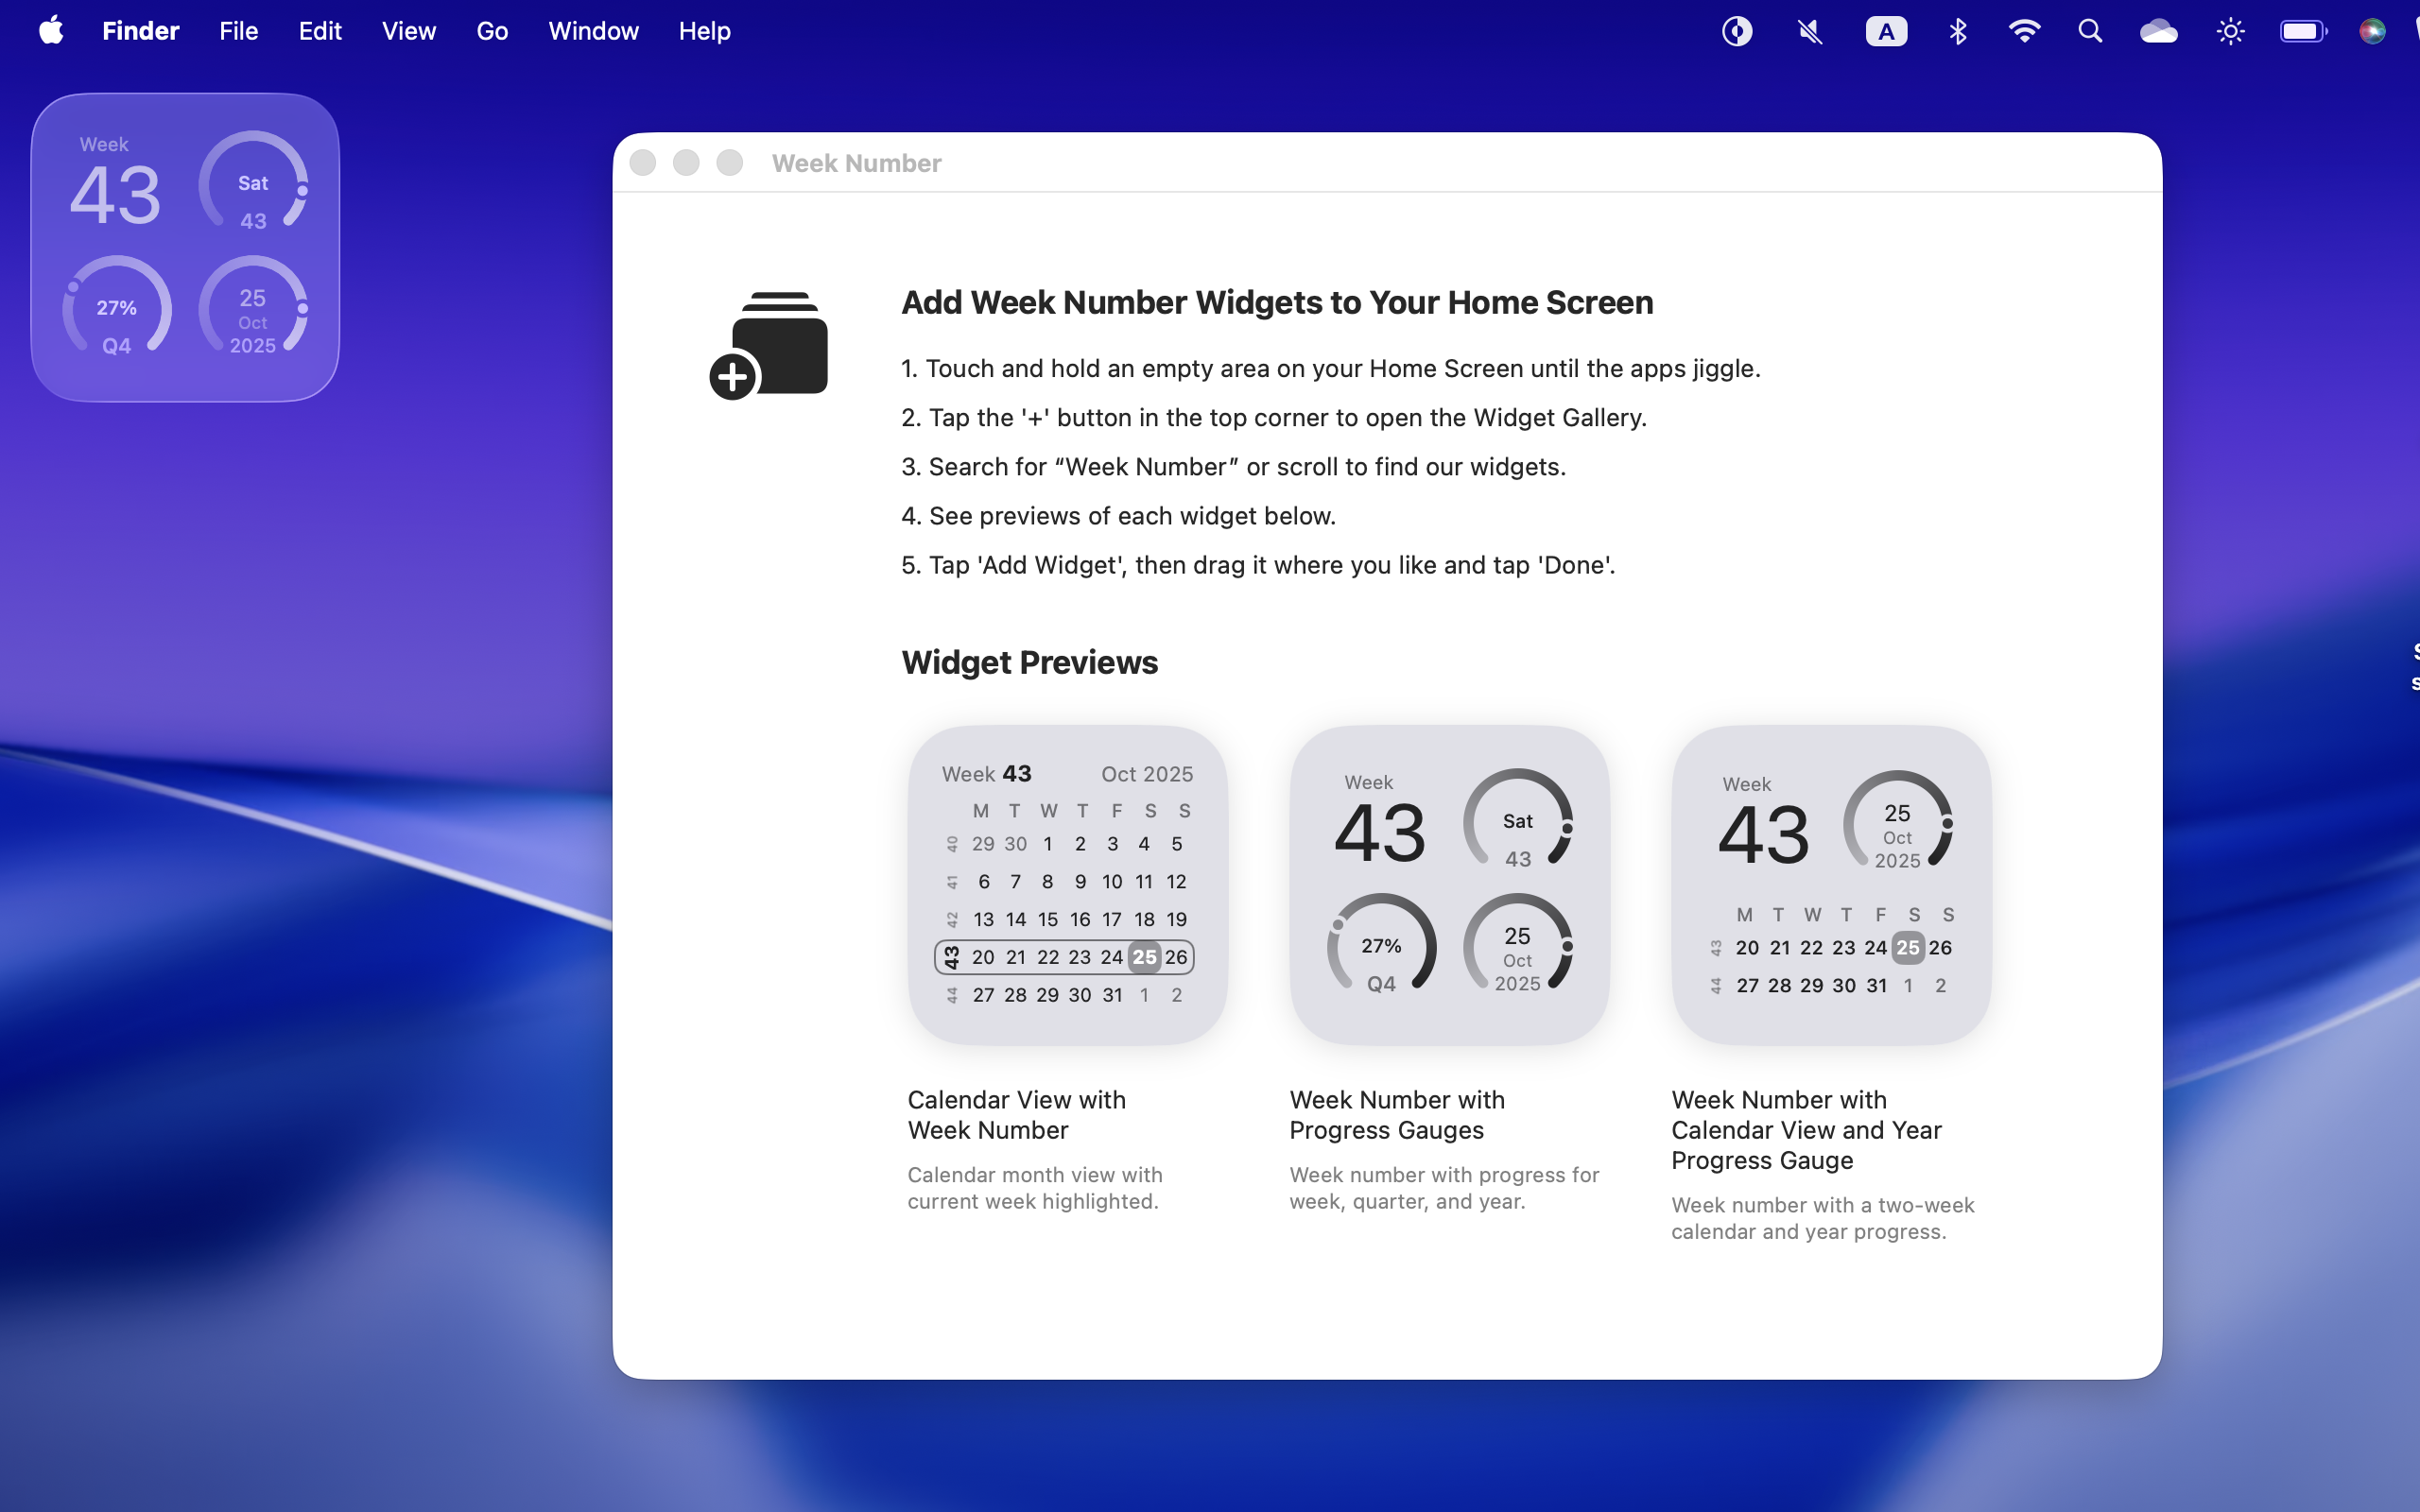 Finder File Edit View Go Window Help A
Week
43
Sat
43
27%
Q4
25
Oct
2025
Week Number
Add Week Number Widgets to Your Home Screen
1. Touch and hold an empty area on your Home Screen until the apps jiggle.
2. Tap the '+' button in the top corner to open the Widget Gallery.
3. Search for “Week Number” or scroll to find our widgets.
4. See previews of each widget below.
5. Tap 'Add Widget', then drag it where you like and tap 'Done'.
Widget Previews
Week 43 Oct 2025
M T W T F S S
40 29 30 1 2 3 4 5
41 6 7 8 9 10 11 12
42 13 14 15 16 17 18 19
43 20 21 22 23 24 25 26
44 27 28 29 30 31 1 2
Calendar View with
Week Number
Calendar month view with
current week highlighted.
Week
43
Sat
43
27%
Q4
25
Oct
2025
Week Number with
Progress Gauges
Week number with progress for
week, quarter, and year.
Week
43
25
Oct
2025
M T W T F S S
43 20 21 22 23 24 25 26
44 27 28 29 30 31 1 2
Week Number with
Calendar View and Year
Progress Gauge
Week number with a two-week
calendar and year progress.